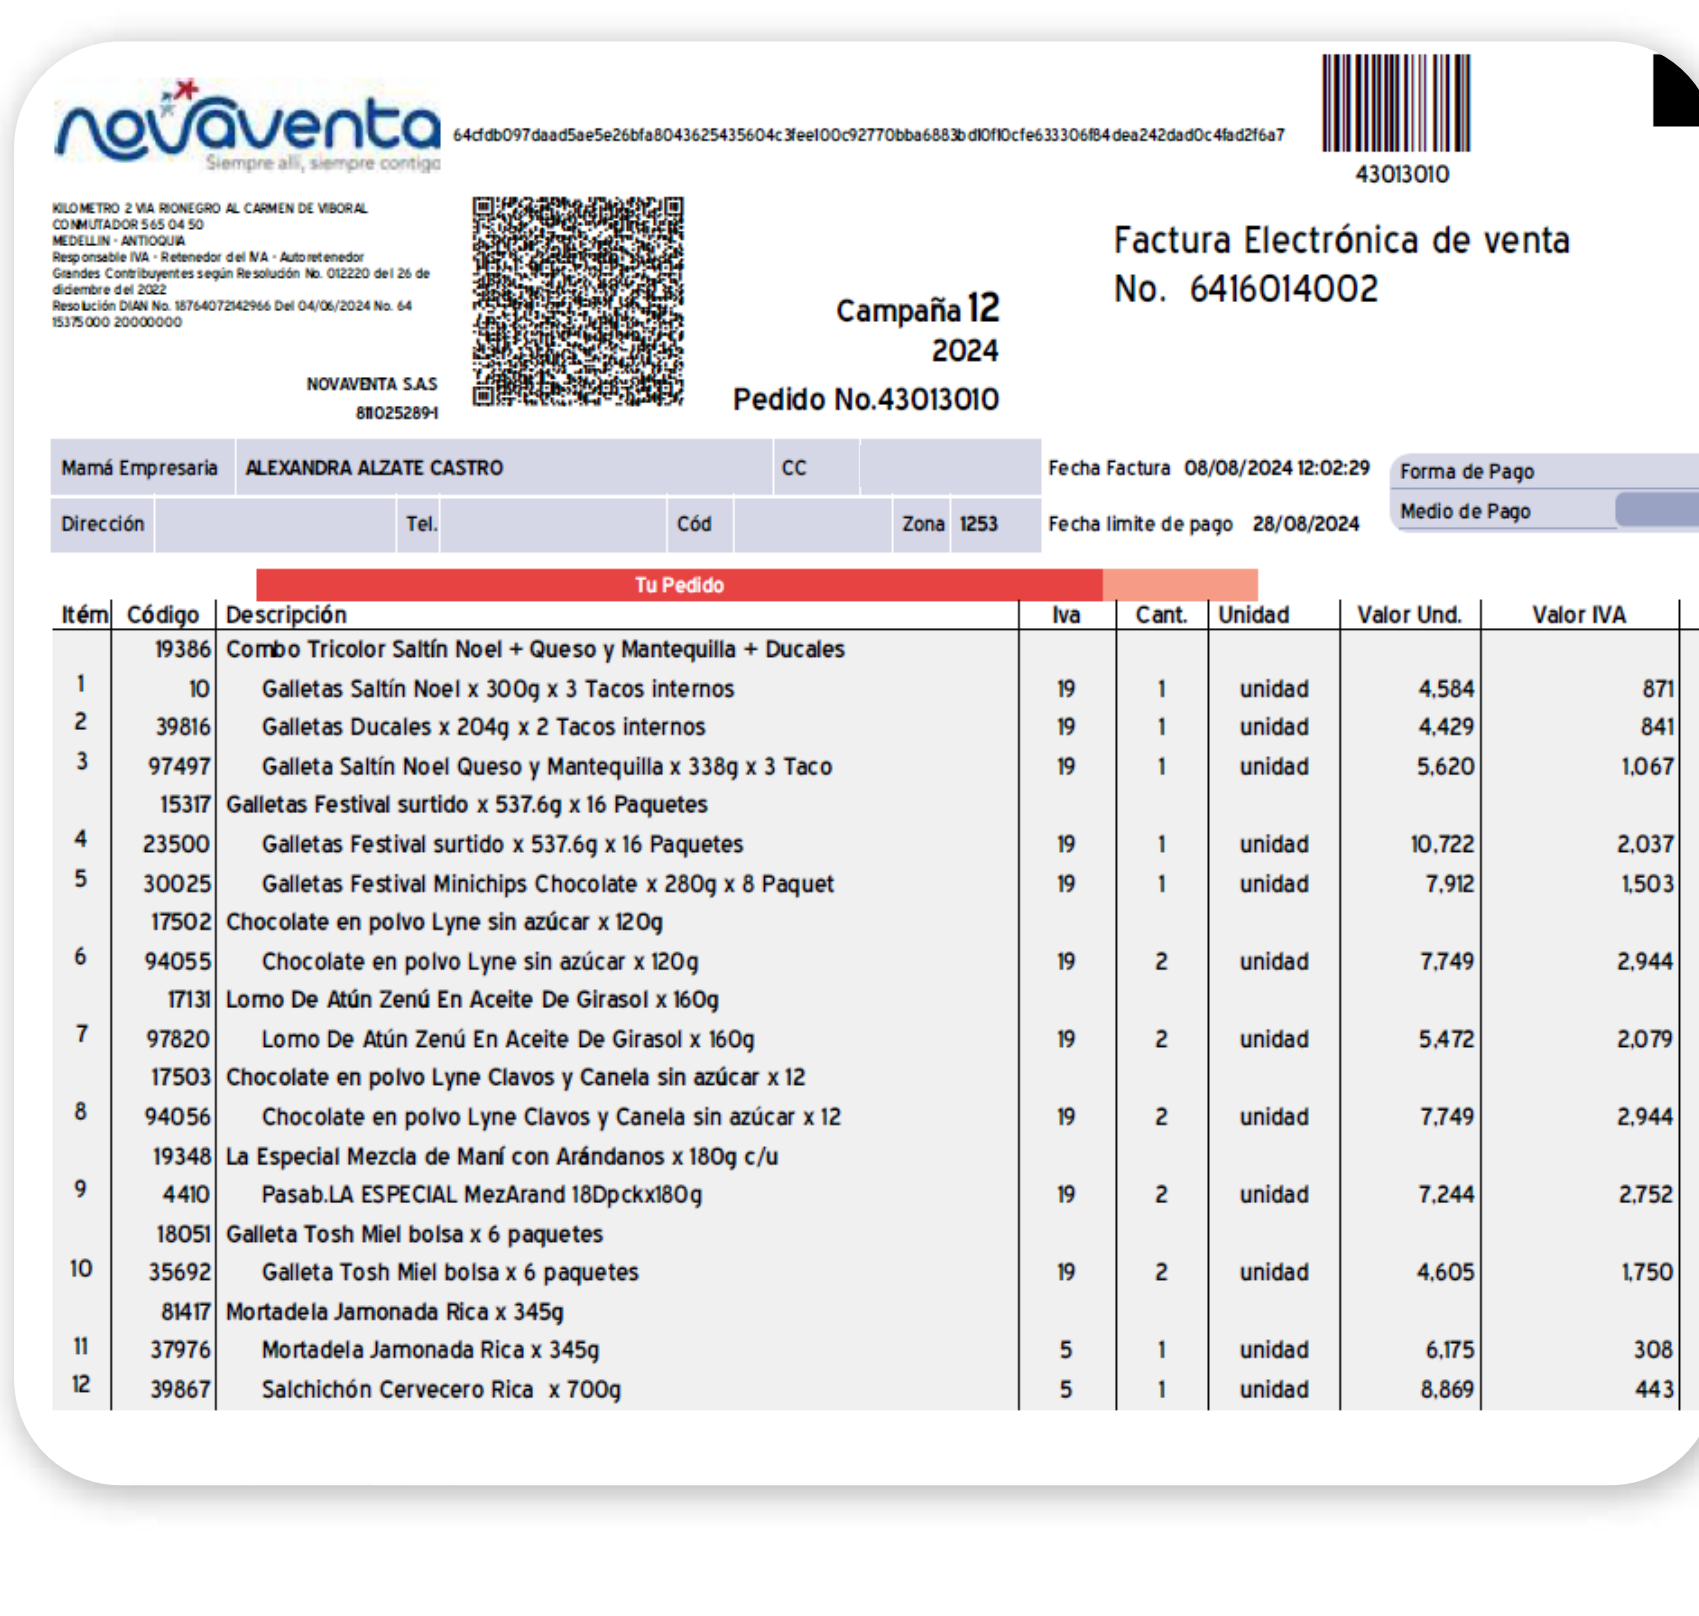 novaventa
Siempre allí, siempre contigo
64cfdb097daad5ae5e26bfa8043625435604c3fee100c92770bba6883bd10f10cfe633306f84dea242dad0c4fad2f6a7
43013010
KILOMETRO 2 VIA RIONEGRO AL CARMEN DE VIBORAL
CONMUTADOR 565 04 50
MEDELLIN - ANTIOQUIA
Responsable IVA - Retenedor del IVA - Autoretenedor
Grandes Contribuyentes según Resolución No. 012220 del 26 de
diciembre del 2022
Resolución DIAN No. 18764072142966 Del 04/06/2024 No. 64
15375000 20000000
NOVAVENTA S.A.S
811025289-1
Campaña 12
2024
Pedido No.43013010
Factura Electrónica de venta
No. 6416014002
Mamá Empresaria ALEXANDRA ALZATE CASTRO CC Fecha Factura 08/08/2024 12:02:29 Forma de Pago
Dirección Tel. Cód Zona 1253 Fecha limite de pago 28/08/2024 Medio de Pago
Tu Pedido
Itém Código Descripción Iva Cant. Unidad Valor Und. Valor IVA
19386 Combo Tricolor Saltín Noel + Queso y Mantequilla + Ducales
1 10 Galletas Saltín Noel x 300g x 3 Tacos internos 19 1 unidad 4,584 871
2 39816 Galletas Ducales x 204g x 2 Tacos internos 19 1 unidad 4,429 841
3 97497 Galleta Saltín Noel Queso y Mantequilla x 338g x 3 Taco 19 1 unidad 5,620 1,067
15317 Galletas Festival surtido x 537.6g x 16 Paquetes
4 23500 Galletas Festival surtido x 537.6g x 16 Paquetes 19 1 unidad 10,722 2,037
5 30025 Galletas Festival Minichips Chocolate x 280g x 8 Paquet 19 1 unidad 7,912 1,503
17502 Chocolate en polvo Lyne sin azúcar x 120g
6 94055 Chocolate en polvo Lyne sin azúcar x 120g 19 2 unidad 7,749 2,944
17131 Lomo De Atún Zenú En Aceite De Girasol x 160g
7 97820 Lomo De Atún Zenú En Aceite De Girasol x 160g 19 2 unidad 5,472 2,079
17503 Chocolate en polvo Lyne Clavos y Canela sin azúcar x 12
8 94056 Chocolate en polvo Lyne Clavos y Canela sin azúcar x 12 19 2 unidad 7,749 2,944
19348 La Especial Mezcla de Maní con Arándanos x 180g c/u
9 4410 Pasab.LA ESPECIAL MezArand 18Dpckx180g 19 2 unidad 7,244 2,752
18051 Galleta Tosh Miel bolsa x 6 paquetes
10 35692 Galleta Tosh Miel bolsa x 6 paquetes 19 2 unidad 4,605 1,750
81417 Mortadela Jamonada Rica x 345g
11 37976 Mortadela Jamonada Rica x 345g 5 1 unidad 6,175 308
12 39867 Salchichón Cervecero Rica x 700g 5 1 unidad 8,869 443